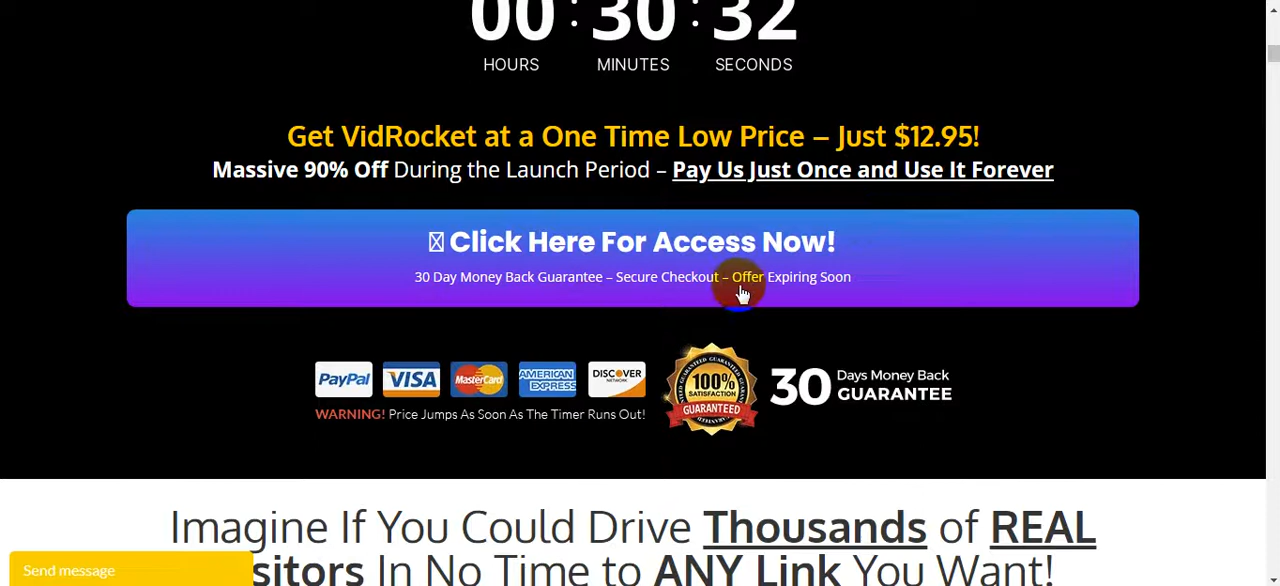 00 : 30 : 32
HOURS MINUTES SECONDS
Get VidRocket at a One Time Low Price – Just $12.95!
Massive 90% Off During the Launch Period – Pay Us Just Once and Use It Forever
Click Here For Access Now!
30 Day Money Back Guarantee – Secure Checkout – Offer Expiring Soon
PayPal VISA MasterCard AMERICAN EXPRESS DISCOVER NETWORK
WARNING! Price Jumps As Soon As The Timer Runs Out!
100%
SATISFACTION
GUARANTEED
30 Days Money Back
GUARANTEE
Imagine If You Could Drive Thousands of REAL
sitors In No Time to ANY Link You Want!
Send message